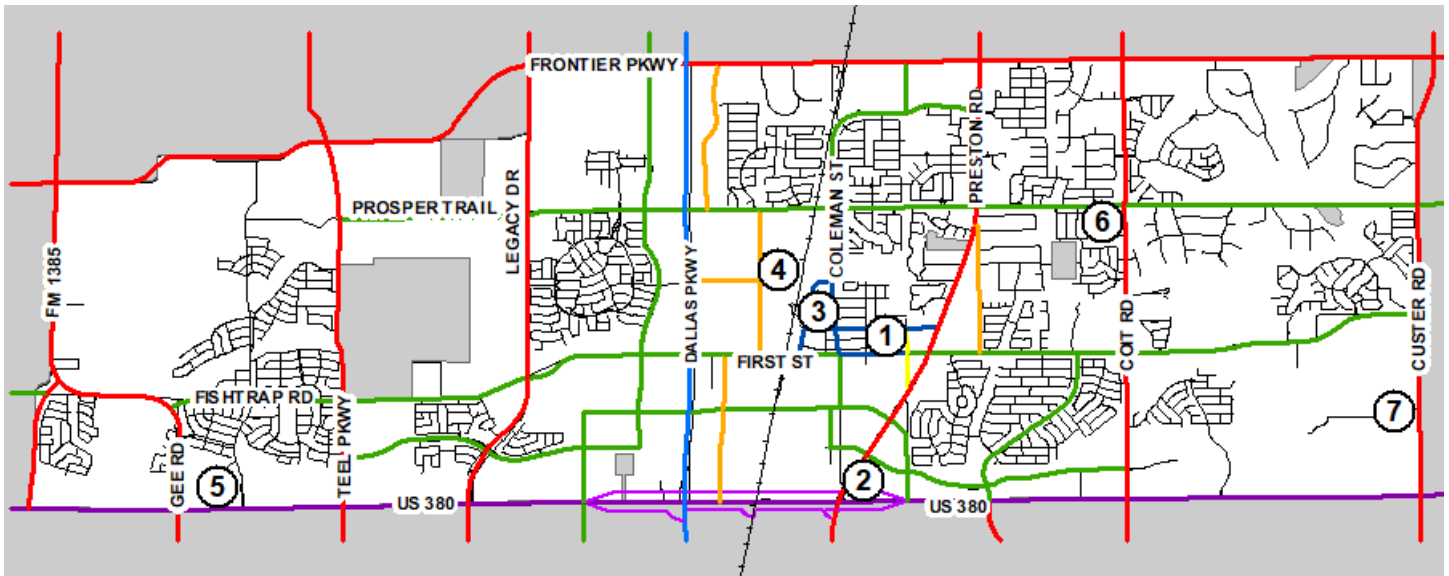 FRONTIER PKWY
PRESTON RD
COLEMAN ST
LEGACY DR
PROSPER TRAIL
6
FM 1385
DALLAS PKWY
4
COIT RD
CUSTER RD
3
1
FIRST ST
FISHTRAP RD
TEEL PKWY
7
GEE RD
5
2
US 380
US 380